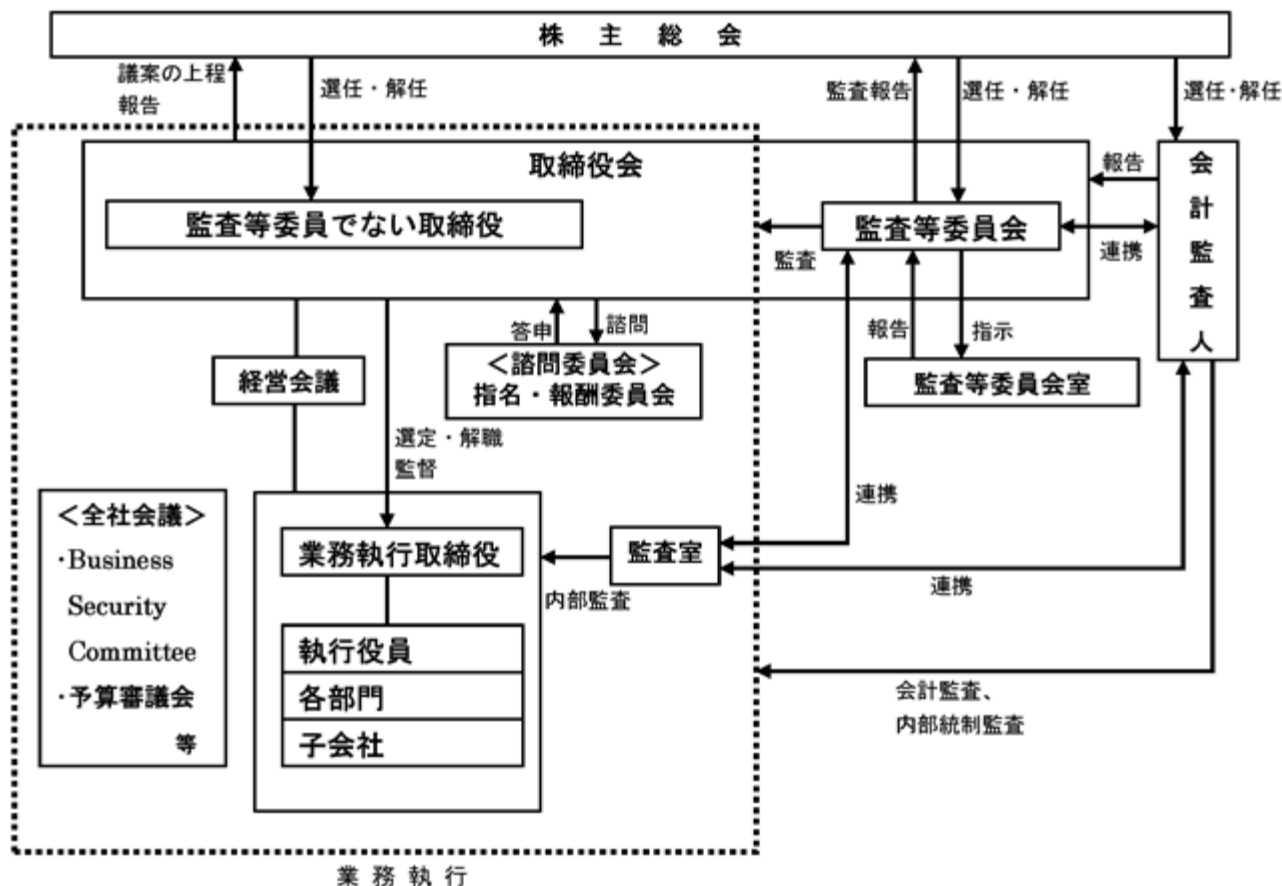 株 主 総 会
議案の上程
報告
選任・解任
監査報告
選任・解任
選任・解任
取締役会
監査等委員でない取締役
監査
監査等委員会
報告
連携
会計監査人
答申
諮問
報告
指示
経営会議
＜諮問委員会＞
指名・報酬委員会
監査等委員会室
選定・解職
監督
＜全社会議＞
・Business
Security
Committee
・予算審議会
等
業務執行取締役
執行役員
各部門
子会社
内部監査
監査室
連携
連携
会計監査、
内部統制監査
業 務 執 行